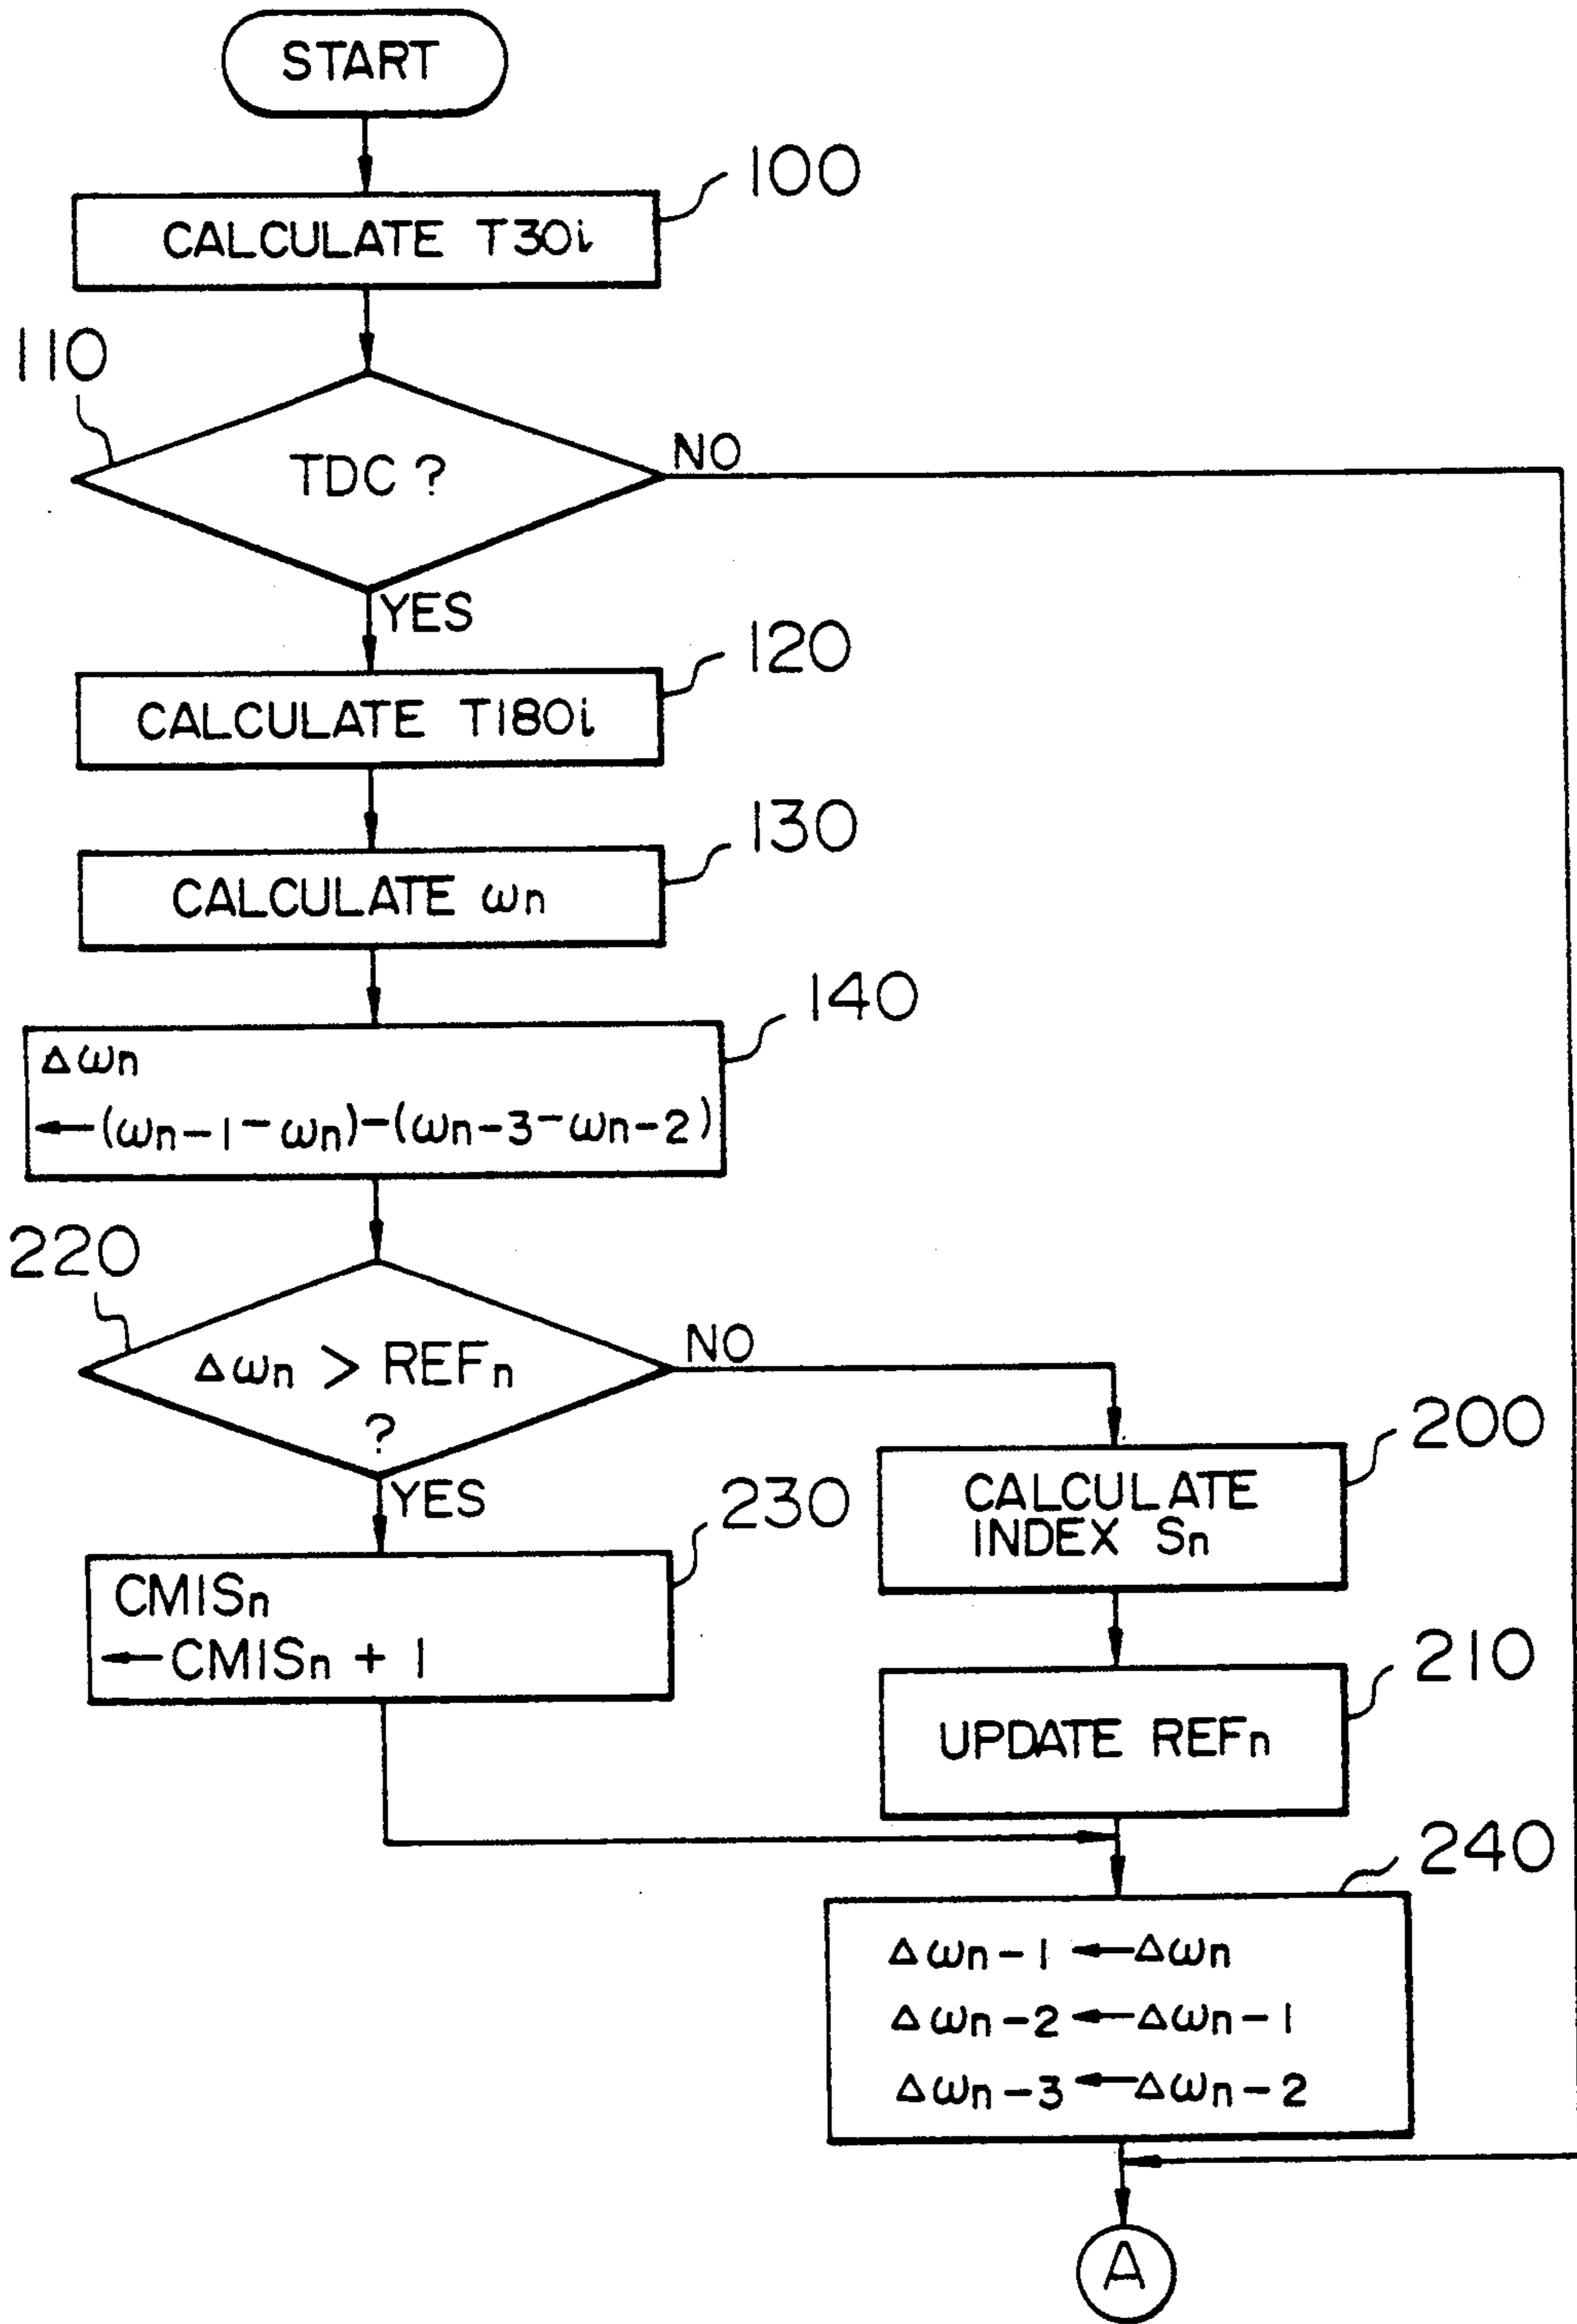 START
100
CALCULATE T30i
110
TDC ?
NO
YES
120
CALCULATE T180i
130
CALCULATE ωn
140
Δωn
←(ωn-1-ωn)-(ωn-3-ωn-2)
220
Δωn > REFn
?
NO
YES
200
CALCULATE
INDEX Sn
230
CMISn
←CMISn + 1
210
UPDATE REFn
240
Δωn-1←Δωn
Δωn-2←Δωn-1
Δωn-3←Δωn-2
A